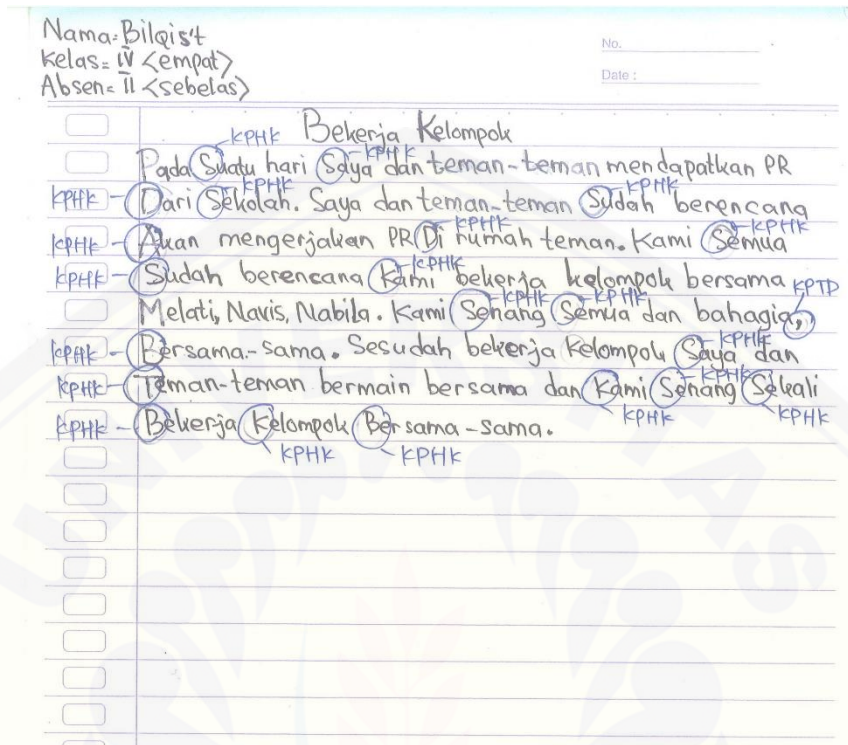 Nama: Bilqis't
No.
Kelas = IV <empat>
Date :
Absen = 11 <sebelas>
Bekerja Kelompok
KPHK KPHK
Pada Suatu hari Saya dan teman-teman mendapatkan PR
KPHK KPHK
KPHK - Dari Sekolah. Saya dan teman-teman Sudah berencana
KPHK KPHK
KPHK - Akan mengerjakan PR Di rumah teman. Kami Semua
KPHK
KPHK - Sudah berencana Kami bekerja kelompok bersama KPTD
KPHK KPHK
Melati, Navis, Nabila. Kami Senang Semua dan bahagia,
KPHK
KPHK - Bersama-sama. Sesudah bekerja Kelompok Saya dan
KPHK
KPHK - Teman-teman bermain bersama dan Kami Senang Sekali
KPHK KPHK
KPHK - Bekerja Kelompok Bersama-sama.
KPHK KPHK
UNIVERSITAS